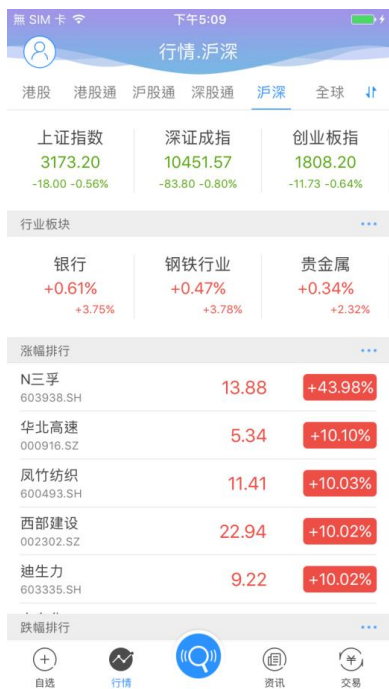 無 SIM 卡 下午5:09
行情.沪深
港股 港股通 沪股通 深股通 沪深 全球
上证指数 深证成指 创业板指
3173.20 10451.57 1808.20
-18.00 -0.56% -83.80 -0.80% -11.73 -0.64%
行业板块
银行 钢铁行业 贵金属
+0.61% +0.47% +0.34%
+3.75% +3.78% +2.32%
涨幅排行
N三孚 13.88 +43.98%
603938.SH
华北高速 5.34 +10.10%
000916.SZ
凤竹纺织 11.41 +10.03%
600493.SH
西部建设 22.94 +10.02%
002302.SZ
迪生力 9.22 +10.02%
603335.SH
跌幅排行
自选 行情 资讯 交易